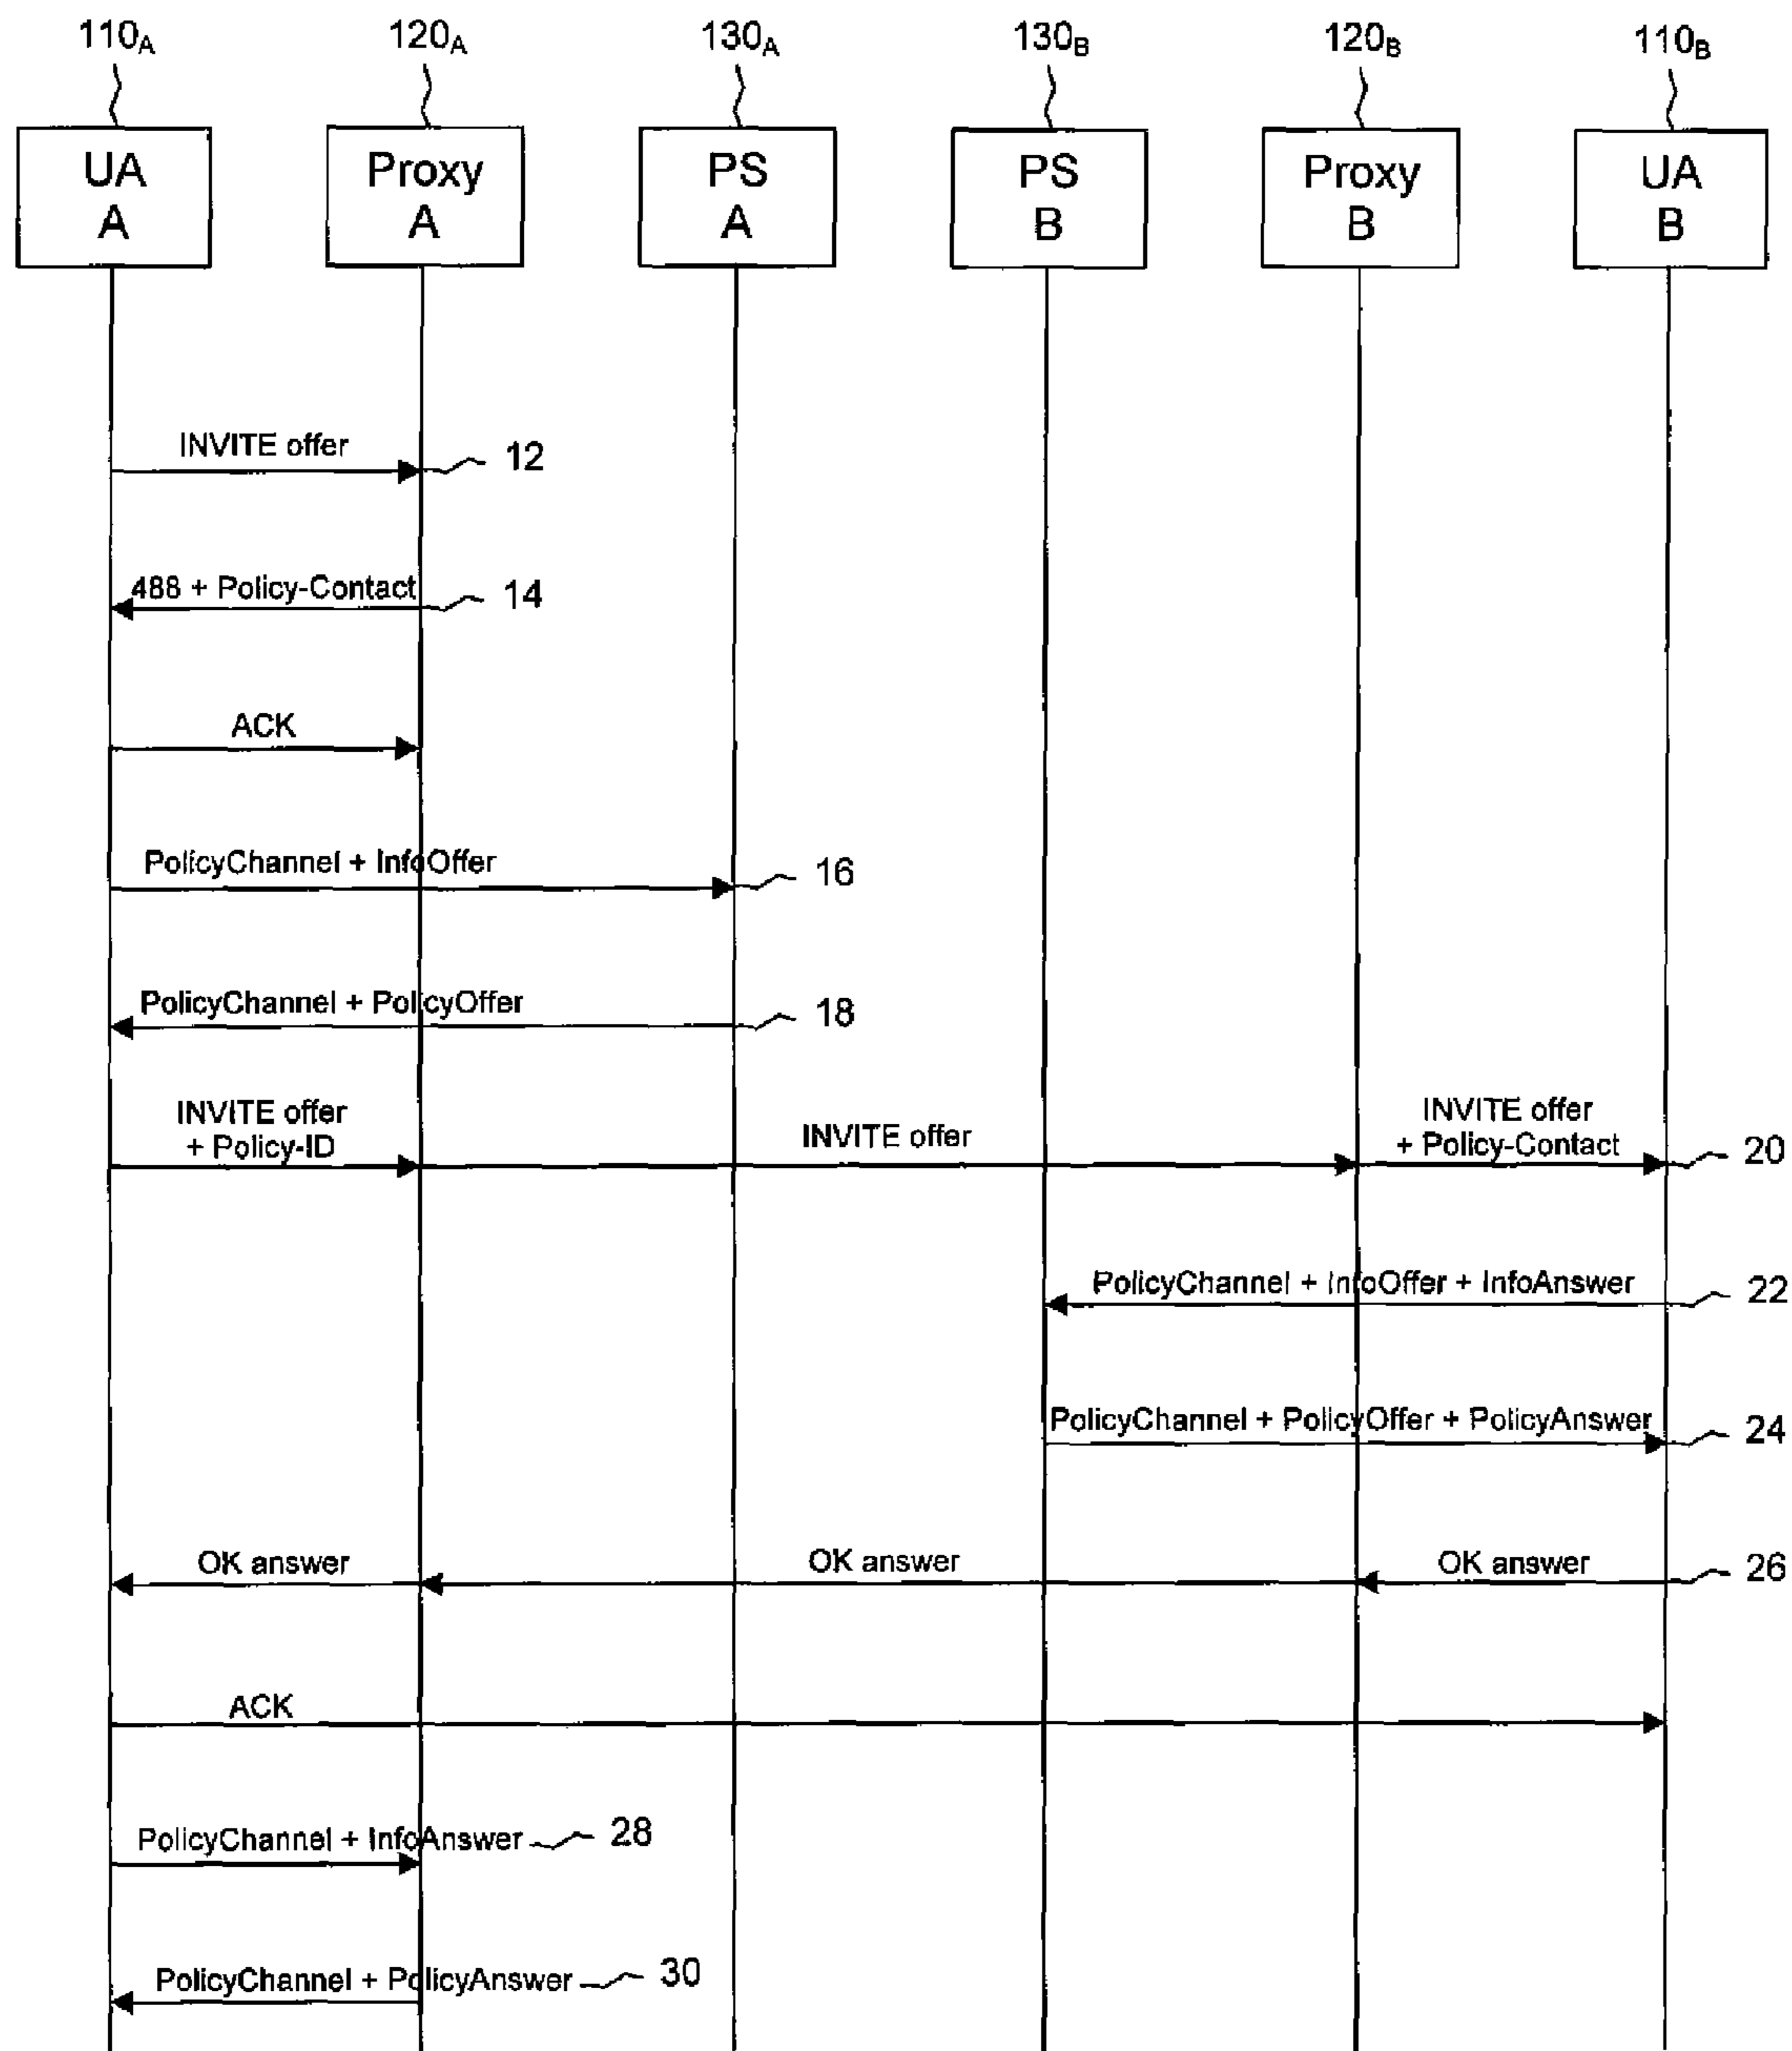 110A 120A 130A 130B 120B 110B
UA A
Proxy A
PS A
PS B
Proxy B
UA B
INVITE offer 12
488 + Policy-Contact 14
ACK
PolicyChannel + InfoOffer 16
PolicyChannel + PolicyOffer 18
INVITE offer
+ Policy-ID
INVITE offer
INVITE offer
+ Policy-Contact 20
PolicyChannel + InfoOffer + InfoAnswer 22
PolicyChannel + PolicyOffer + PolicyAnswer 24
OK answer OK answer OK answer 26
ACK
PolicyChannel + InfoAnswer 28
PolicyChannel + PolicyAnswer 30